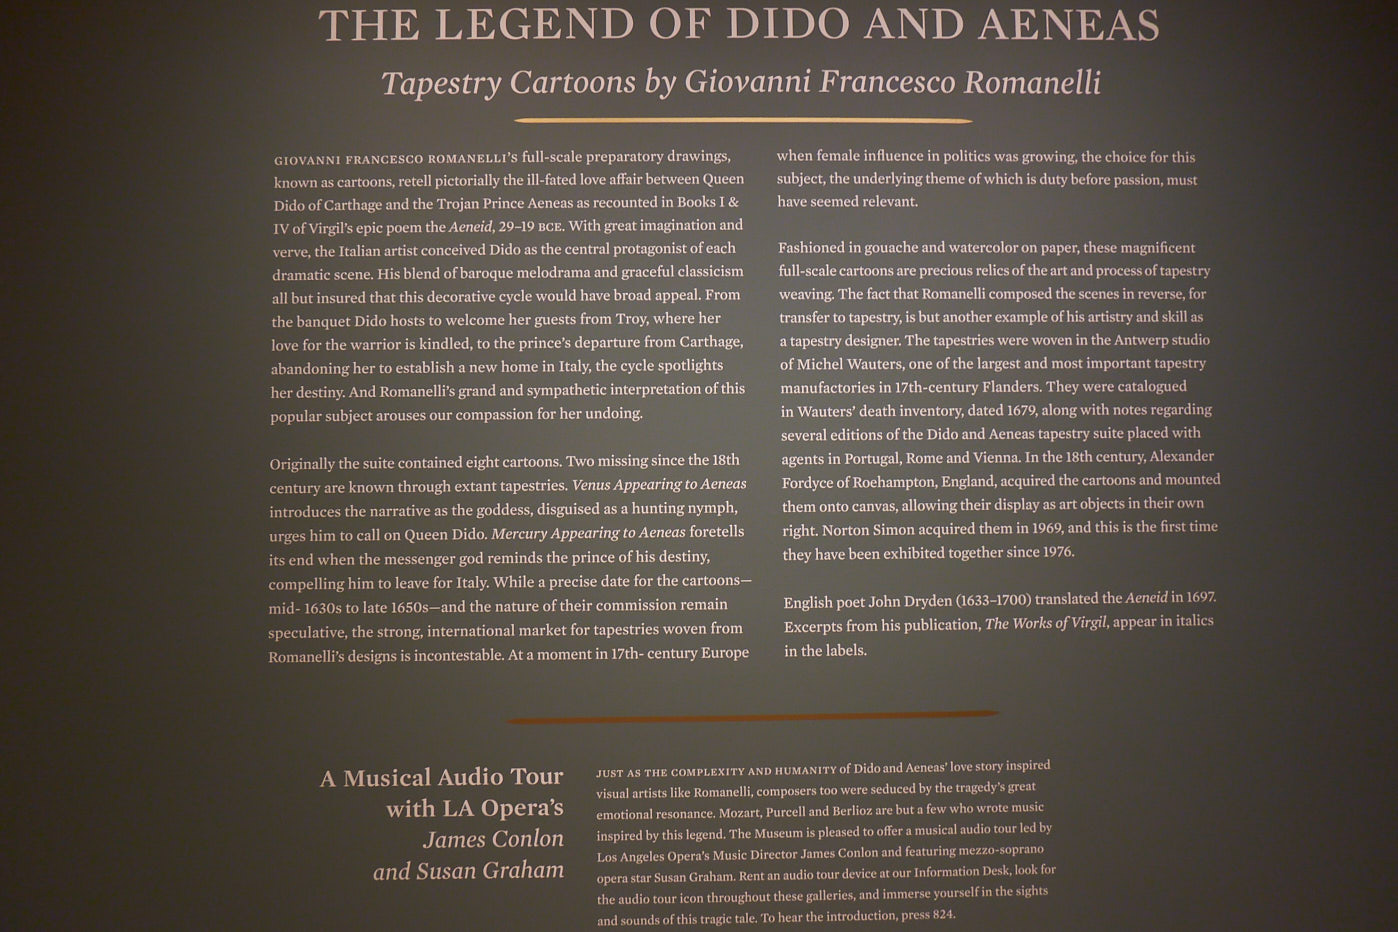 THE LEGEND OF DIDO AND AENEAS
Tapestry Cartoons by Giovanni Francesco Romanelli
GIOVANNI FRANCESCO ROMANELLI's full-scale preparatory drawings,
known as cartoons, retell pictorially the ill-fated love affair between Queen
Dido of Carthage and the Trojan Prince Aeneas as recounted in Books I &
IV of Virgil's epic poem the Aeneid, 29–19 BCE. With great imagination and
verve, the Italian artist conceived Dido as the central protagonist of each
dramatic scene. His blend of baroque melodrama and graceful classicism
all but insured that this decorative cycle would have broad appeal. From
the banquet Dido hosts to welcome her guests from Troy, where her
love for the warrior is kindled, to the prince's departure from Carthage,
abandoning her to establish a new home in Italy, the cycle spotlights
her destiny. And Romanelli's grand and sympathetic interpretation of this
popular subject arouses our compassion for her undoing.
Originally the suite contained eight cartoons. Two missing since the 18th
century are known through extant tapestries. Venus Appearing to Aeneas
introduces the narrative as the goddess, disguised as a hunting nymph,
urges him to call on Queen Dido. Mercury Appearing to Aeneas foretells
its end when the messenger god reminds the prince of his destiny,
compelling him to leave for Italy. While a precise date for the cartoons—
mid- 1630s to late 1650s—and the nature of their commission remain
speculative, the strong, international market for tapestries woven from
Romanelli's designs is incontestable. At a moment in 17th- century Europe
when female influence in politics was growing, the choice for this
subject, the underlying theme of which is duty before passion, must
have seemed relevant.
Fashioned in gouache and watercolor on paper, these magnificent
full-scale cartoons are precious relics of the art and process of tapestry
weaving. The fact that Romanelli composed the scenes in reverse, for
transfer to tapestry, is but another example of his artistry and skill as
a tapestry designer. The tapestries were woven in the Antwerp studio
of Michel Wauters, one of the largest and most important tapestry
manufactories in 17th-century Flanders. They were catalogued
in Wauters' death inventory, dated 1679, along with notes regarding
several editions of the Dido and Aeneas tapestry suite placed with
agents in Portugal, Rome and Vienna. In the 18th century, Alexander
Fordyce of Roehampton, England, acquired the cartoons and mounted
them onto canvas, allowing their display as art objects in their own
right. Norton Simon acquired them in 1969, and this is the first time
they have been exhibited together since 1976.
English poet John Dryden (1633–1700) translated the Aeneid in 1697.
Excerpts from his publication, The Works of Virgil, appear in italics
in the labels.
A Musical Audio Tour
with LA Opera's
James Conlon
and Susan Graham
JUST AS THE COMPLEXITY AND HUMANITY of Dido and Aeneas' love story inspired
visual artists like Romanelli, composers too were seduced by the tragedy's great
emotional resonance. Mozart, Purcell and Berlioz are but a few who wrote music
inspired by this legend. The Museum is pleased to offer a musical audio tour led by
Los Angeles Opera's Music Director James Conlon and featuring mezzo-soprano
opera star Susan Graham. Rent an audio tour device at our Information Desk, look for
the audio tour icon throughout these galleries, and immerse yourself in the sights
and sounds of this tragic tale. To hear the introduction, press 824.